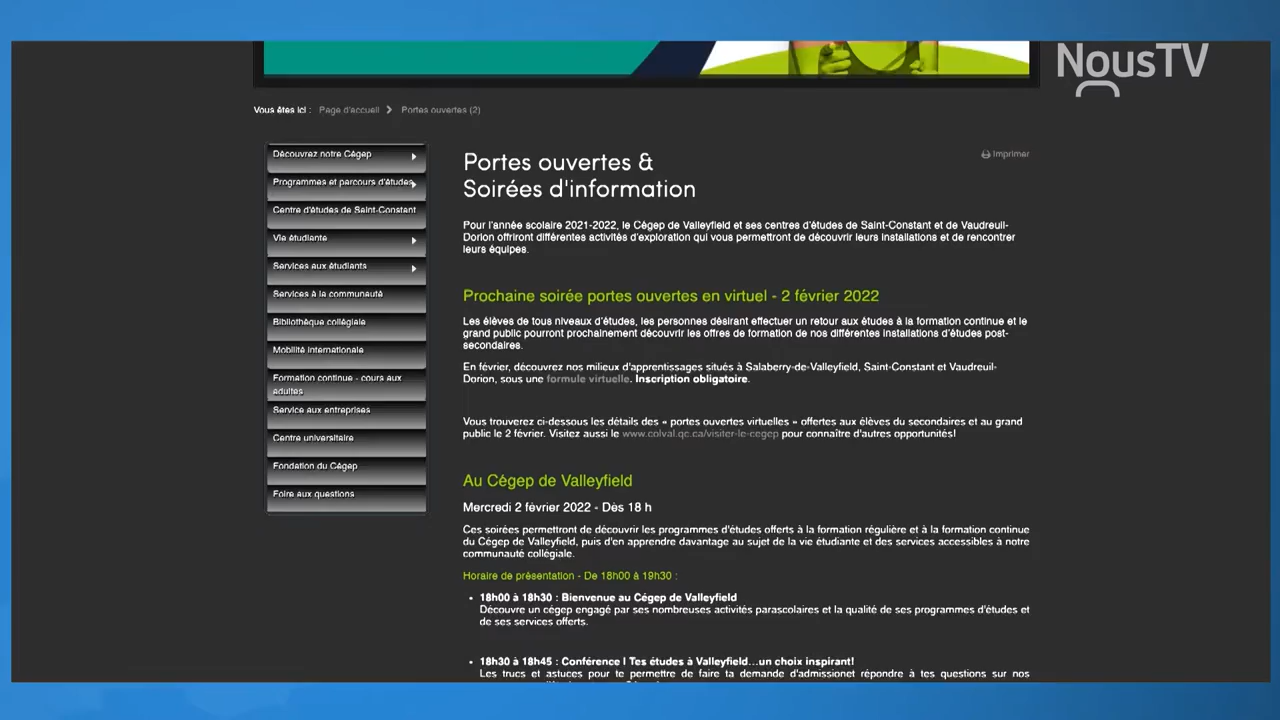 NousTV
Vous êtes ici : Page d'accueil Portes ouvertes (2)
Découvrez notre Cégep
Programmes et parcours d'études
Centre d'études de Saint-Constant
Vie étudiante
Services aux étudiants
Services à la communauté
Bibliothèque collégiale
Mobilité internationale
Formation continue - cours aux
adultes
Service aux entreprises
Centre universitaire
Fondation du Cégep
Foire aux questions
Imprimer
Portes ouvertes &
Soirées d'information
Pour l'année scolaire 2021-2022, le Cégep de Valleyfield et ses centres d'études de Saint-Constant et de Vaudreuil-
Dorion offriront différentes activités d'exploration qui vous permettront de découvrir leurs installations et de rencontrer
leurs équipes.
Prochaine soirée portes ouvertes en virtuel - 2 février 2022
Les élèves de tous niveaux d'études, les personnes désirant effectuer un retour aux études à la formation continue et le
grand public pourront prochainement découvrir les offres de formation de nos différentes installations d'études post-
secondaires.
En février, découvrez nos milieux d'apprentissages situés à Salaberry-de-Valleyfield, Saint-Constant et Vaudreuil-
Dorion, sous une formule virtuelle. Inscription obligatoire.
Vous trouverez ci-dessous les détails des « portes ouvertes virtuelles » offertes aux élèves du secondaires et au grand
public le 2 février. Visitez aussi le www.colval.qc.ca/visiter-le-cegep pour connaître d'autres opportunités!
Au Cégep de Valleyfield
Mercredi 2 février 2022 - Dès 18 h
Ces soirées permettront de découvrir les programmes d'études offerts à la formation régulière et à la formation continue
du Cégep de Valleyfield, puis d'en apprendre davantage au sujet de la vie étudiante et des services accessibles à notre
communauté collégiale.
Horaire de présentation - De 18h00 à 19h30 :
• 18h00 à 18h30 : Bienvenue au Cégep de Valleyfield
Découvre un cégep engagé par ses nombreuses activités parascolaires et la qualité de ses programmes d'études et
de ses services offerts.
• 18h30 à 18h45 : Conférence l Tes études à Valleyfield...un choix inspirant!
Les trucs et astuces pour te permettre de faire ta demande d'admissionet répondre à tes questions sur nos